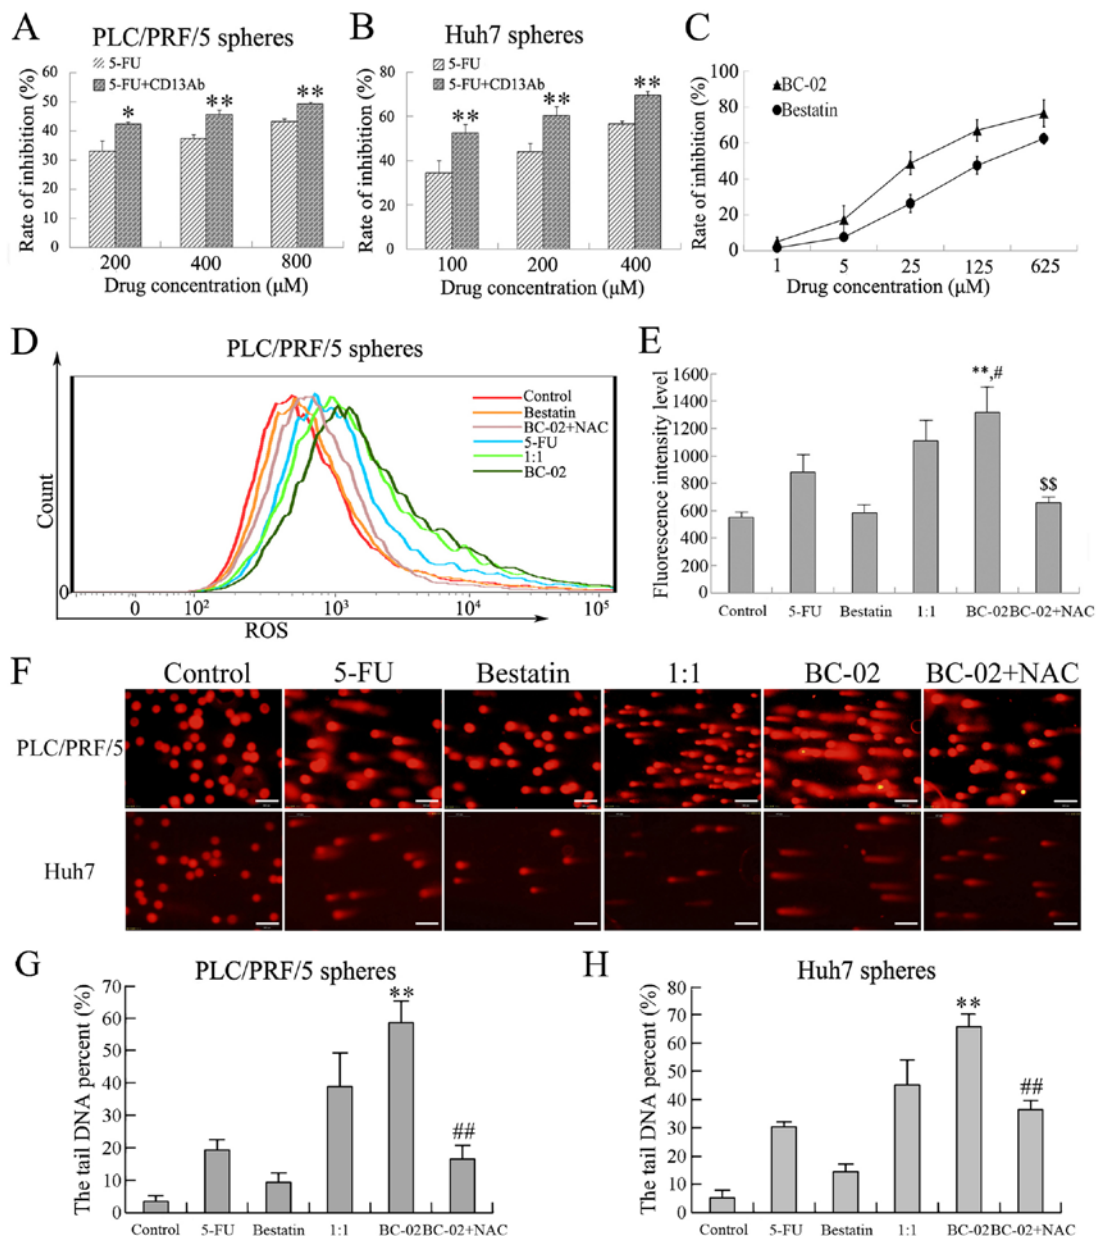 A
PLC/PRF/5 spheres
5-FU
5-FU+CD13Ab
Rate of inhibition (%)
60
50
40
30
20
10
0
*
**
**
200
400
800
Drug concentration (µM)
B
Huh7 spheres
5-FU
5-FU+CD13Ab
Rate of inhibition (%)
80
60
40
20
0
**
**
**
100
200
400
Drug concentration (µM)
C
BC-02
Bestatin
Rate of inhibition (%)
100
80
60
40
20
0
1
5
25
125
625
Drug concentration (µM)
D
PLC/PRF/5 spheres
Control
Bestatin
BC-02+NAC
5-FU
1:1
BC-02
Count
0
0
10²
10³
10⁴
10⁵
ROS
E
Fluorescence intensity level
1600
1400
1200
1000
800
600
400
200
0
**,#
$$
Control
5-FU
Bestatin
1:1
BC-02
BC-02+NAC
F
Control
5-FU
Bestatin
1:1
BC-02
BC-02+NAC
PLC/PRF/5
Huh7
G
PLC/PRF/5 spheres
The tail DNA percent (%)
70
60
50
40
30
20
10
0
**
##
Control
5-FU
Bestatin
1:1
BC-02
BC-02+NAC
H
Huh7 spheres
The tail DNA percent (%)
80
70
60
50
40
30
20
10
0
**
##
Control
5-FU
Bestatin
1:1
BC-02
BC-02+NAC